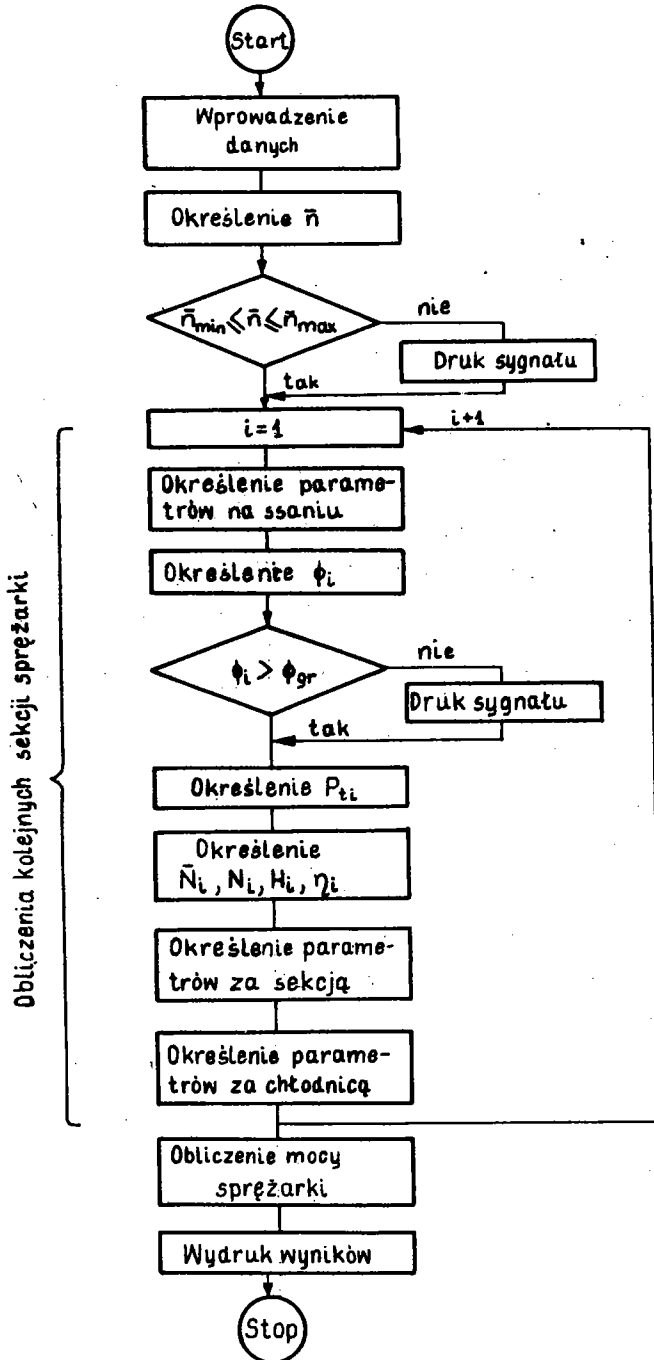 Start
Wprowadzenie
danych
Określenie n̄
n̄min ⩽ n̄ ⩽ n̄max
nie
Druk sygnału
tak
i=1
i+1
Określenie parame-
trów na ssaniu
Określenie ϕi
ϕi > ϕgr
nie
Druk sygnału
tak
Określenie Pti
Określenie
N̄i, Ni, Hi, ηi
Określenie parame-
trów za sekcją
Określenie parame-
trów za chłodnicą
Obliczenia kolejnych sekcji sprężarki
Obliczenie mocy
sprężarki
Wydruk wyników
Stop